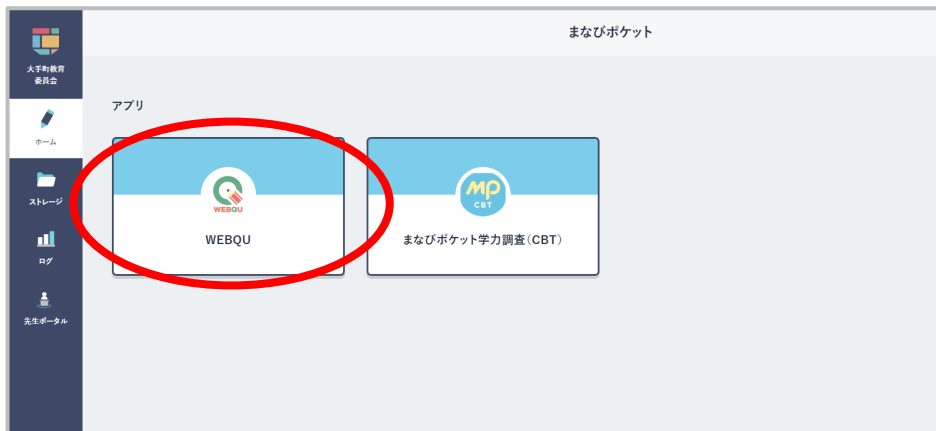 まなびポケット
大手町教育
委員会
ホーム
ストレージ
ログ
先生ポータル
アプリ
WEBQU
WEBQU
MP
CBT
まなびポケット学力調査(CBT)